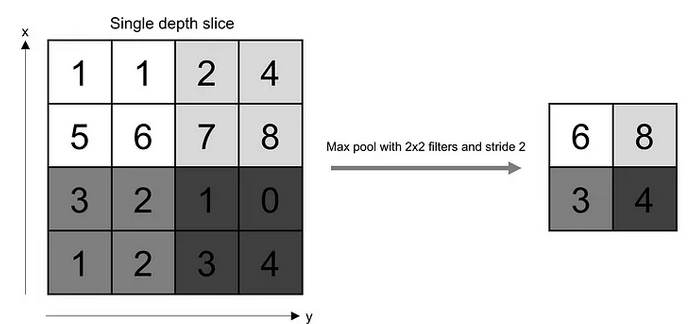 Single depth slice
x
1 1 2 4
5 6 7 8
3 2 1 0
1 2 3 4
y
Max pool with 2x2 filters and stride 2
6 8
3 4